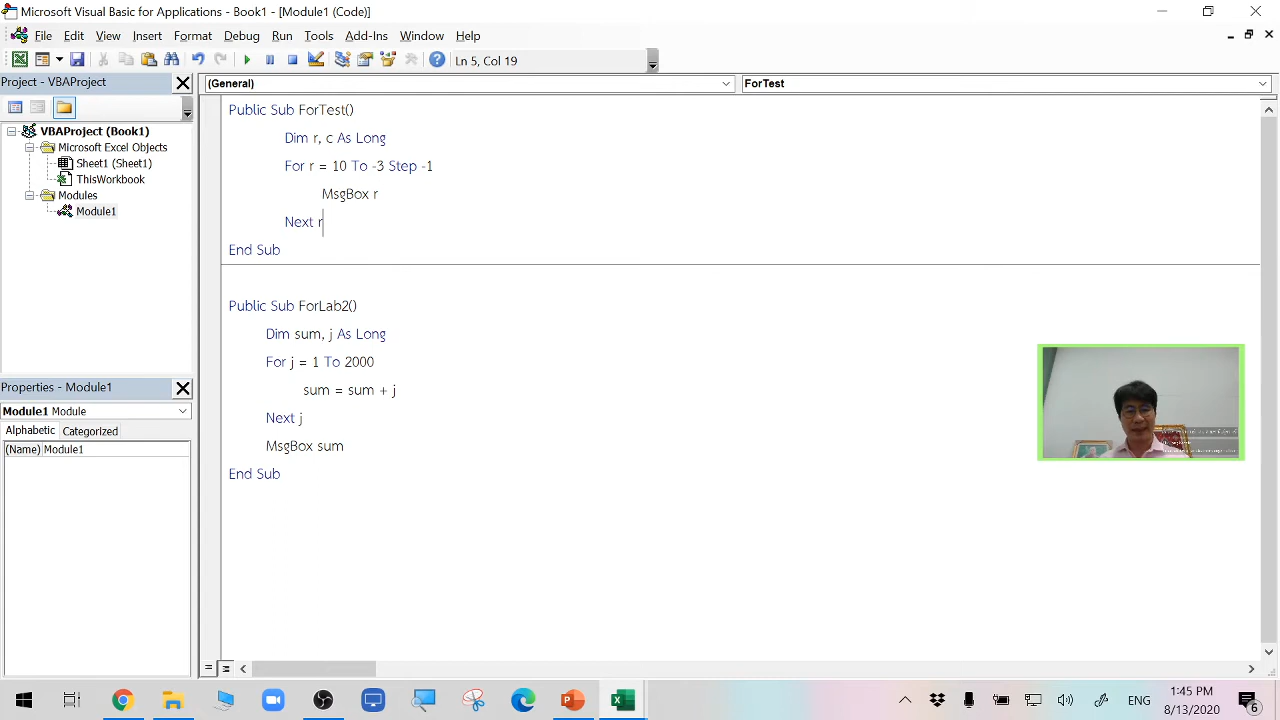 Microsoft Visual Basic for Applications - Book1 - [Module1 (Code)]
File Edit View Insert Format Debug Run Tools Add-Ins Window Help
Ln 5, Col 19
Project - VBAProject
(General)
ForTest
VBAProject (Book1)
Microsoft Excel Objects
Sheet1 (Sheet1)
ThisWorkbook
Modules
Module1
Properties - Module1
Module1 Module
Alphabetic Categorized
(Name) Module1
Public Sub ForTest()
Dim r, c As Long
For r = 10 To -3 Step -1
MsgBox r
Next r
End Sub
Public Sub ForLab2()
Dim sum, j As Long
For j = 1 To 2000
sum = sum + j
Next j
MsgBox sum
End Sub
ENG
1:45 PM
8/13/2020
6